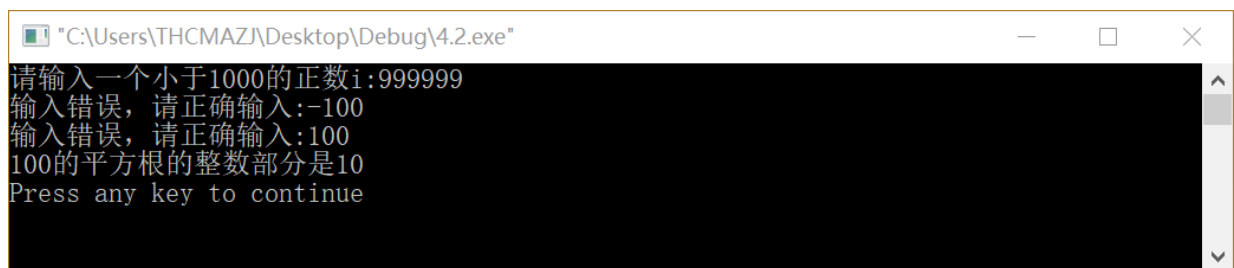 "C:\Users\THCMAZJ\Desktop\Debug\4.2.exe"
请输入一个小于1000的正数i:999999
输入错误，请正确输入:-100
输入错误，请正确输入:100
100的平方根的整数部分是10
Press any key to continue